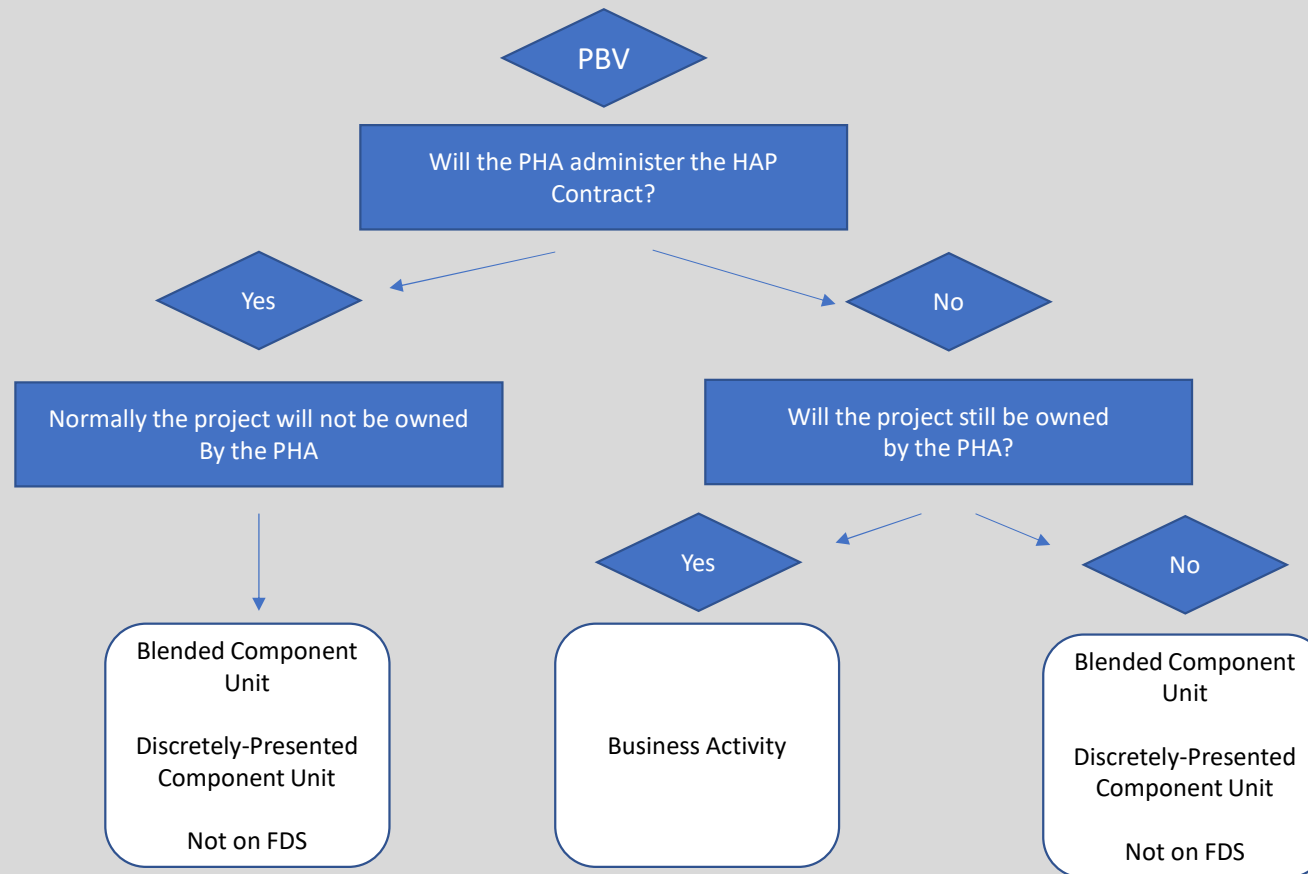 PBV
Will the PHA administer the HAP
Contract?
Yes
No
Normally the project will not be owned
By the PHA
Will the project still be owned
by the PHA?
Yes
No
Blended Component
Unit
Discretely-Presented
Component Unit
Not on FDS
Business Activity
Blended Component
Unit
Discretely-Presented
Component Unit
Not on FDS